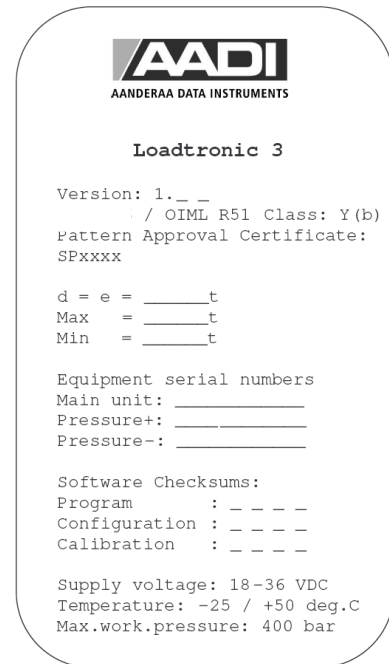 AADI
AANDERAA DATA INSTRUMENTS
Loadtronic 3
Version: 1._ _
/ OIML R51 Class: Y(b)
Pattern Approval Certificate:
SPxxxx
d = e = ______t
Max = ______t
Min = ______t
Equipment serial numbers
Main unit: ____________
Pressure+: ____________
Pressure-: ____________
Software Checksums:
Program : _ _ _ _
Configuration : _ _ _ _
Calibration : _ _ _ _
Supply voltage: 18-36 VDC
Temperature: -25 / +50 deg.C
Max.work.pressure: 400 bar